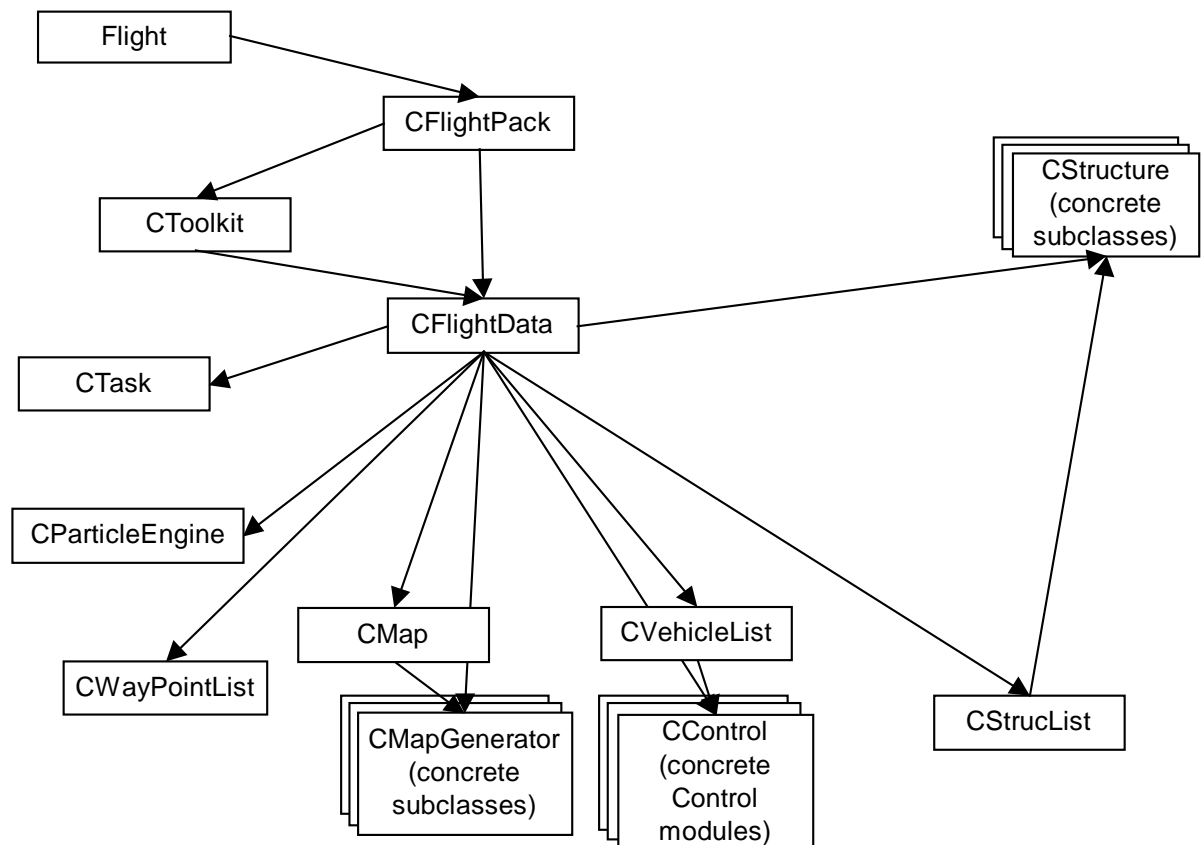 Flight
CFlightPack
CStructure
(concrete
subclasses)
CToolkit
CFlightData
CTask
CParticleEngine
CMap
CVehicleList
CWayPointList
CStrucList
CMapGenerator
(concrete
subclasses)
CControl
(concrete
Control
modules)